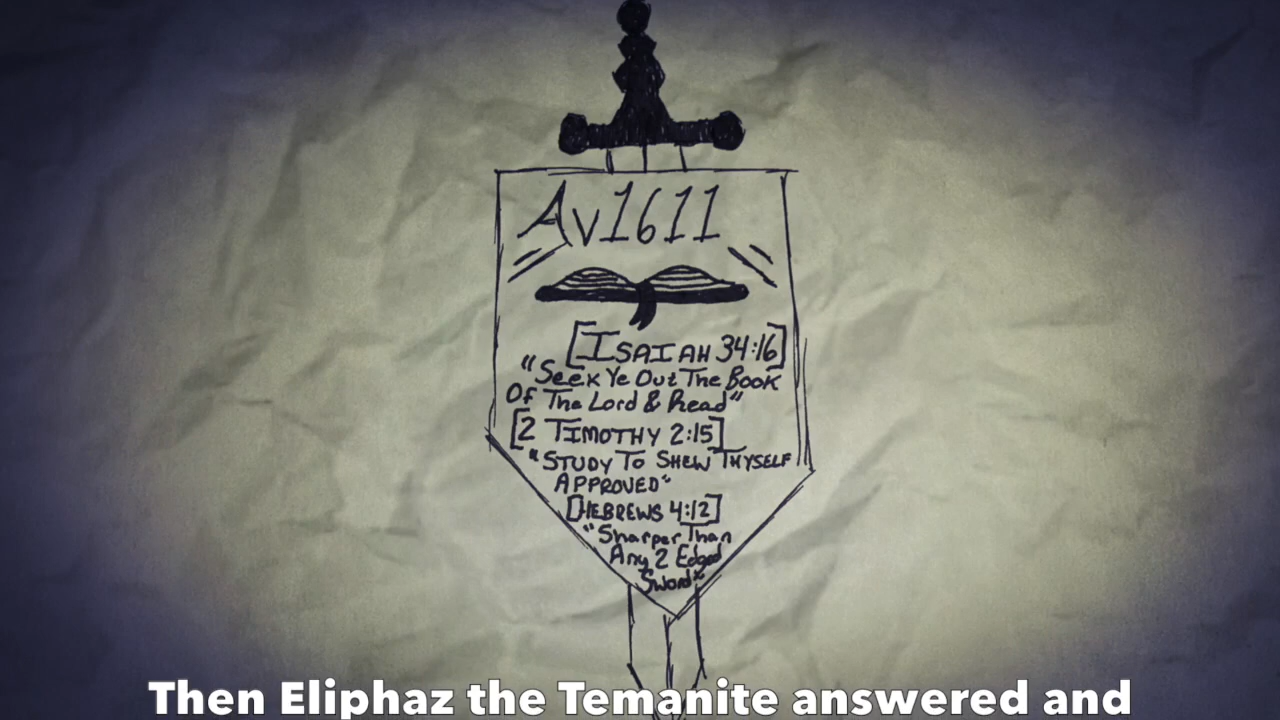 Av1611
[ISAIAH 34:16]
"Seek Ye Out The Book
Of The Lord & Read"
[2 TIMOTHY 2:15]
"STUDY TO SHEW THYSELF
APPROVED"
[HEBREWS 4:12]
"Sharper Than
Any 2 Edged
Sword"
Then Eliphaz the Temanite answered and